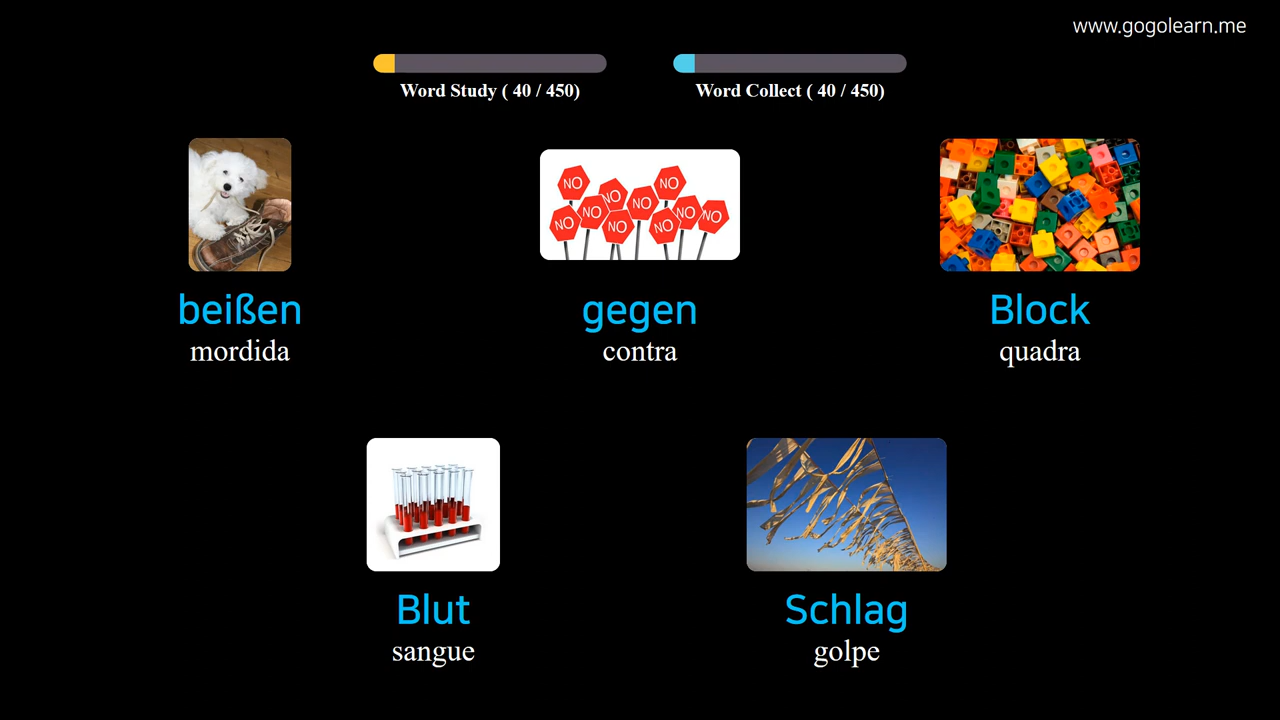 www.gogolearn.me
Word Study ( 40 / 450)
Word Collect ( 40 / 450)
NO
NO
NO
NO
NO
NO
NO
NO
NO
NO
beißen
mordida
gegen
contra
Block
quadra
Blut
sangue
Schlag
golpe